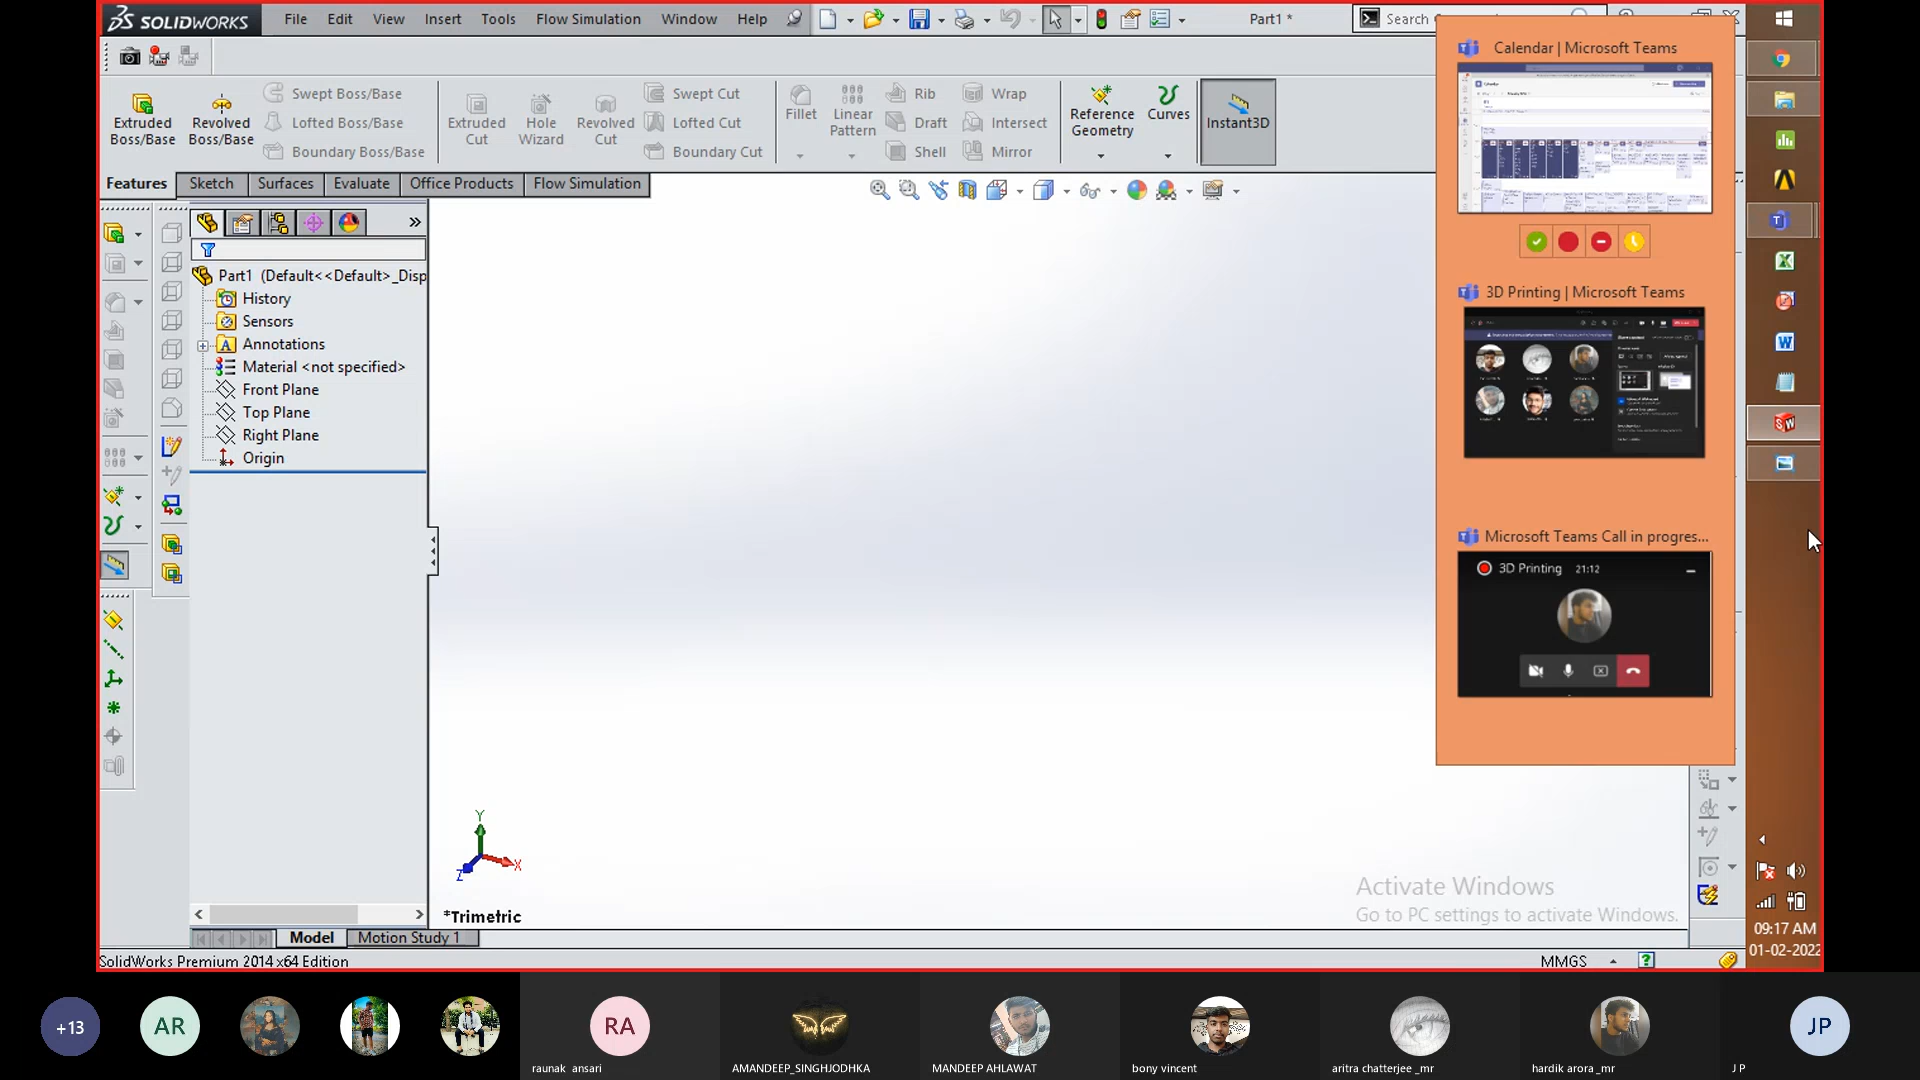 SOLIDWORKS File Edit View Insert Tools Flow Simulation Window Help Part1 * Search
Extruded Boss/Base
Revolved Boss/Base
Swept Boss/Base
Lofted Boss/Base
Boundary Boss/Base
Extruded Cut
Hole Wizard
Revolved Cut
Swept Cut
Lofted Cut
Boundary Cut
Fillet
Linear Pattern
Rib
Draft
Shell
Wrap
Intersect
Mirror
Reference Geometry
Curves
Instant3D
Features Sketch Surfaces Evaluate Office Products Flow Simulation
Part1 (Default<<Default>_Disp
History
Sensors
Annotations
Material <not specified>
Front Plane
Top Plane
Right Plane
Origin
Calendar | Microsoft Teams
3D Printing | Microsoft Teams
Microsoft Teams Call in progres...
3D Printing 21:12
Y
X
Z
*Trimetric
Activate Windows
Go to PC settings to activate Windows.
Model Motion Study 1
SolidWorks Premium 2014 x64 Edition
MMGS
09:17 AM
01-02-2022
+13
AR
RA
JP
raunak ansari
AMANDEEP_SINGHJODHKA
MANDEEP AHLAWAT
bony vincent
aritra chatterjee _mr
hardik arora _mr
J P